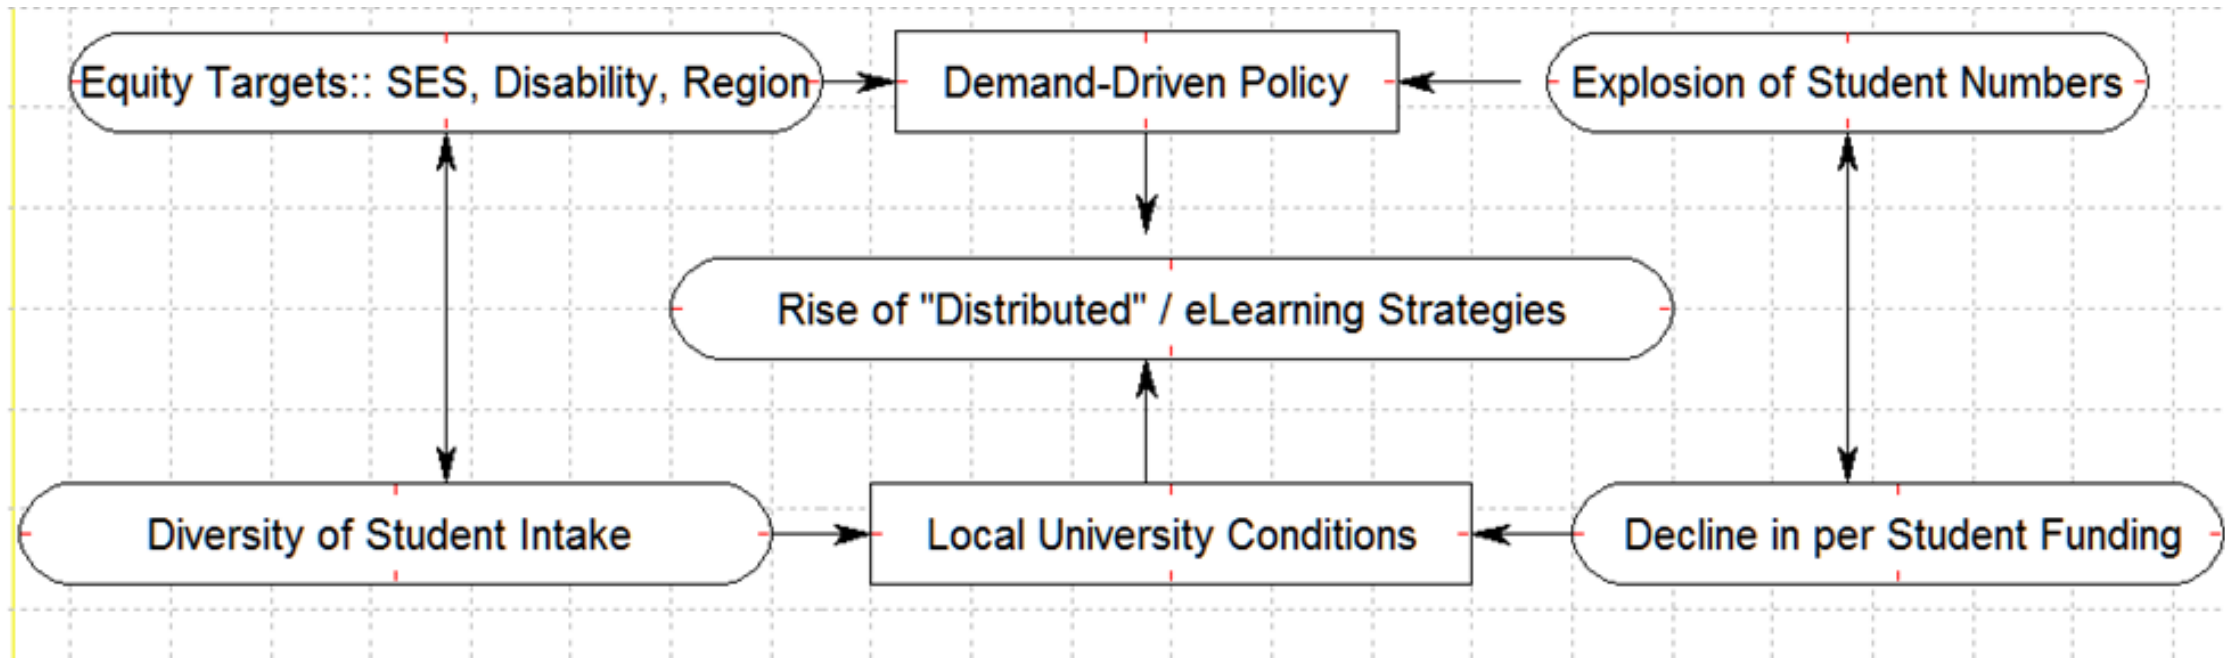 Equity Targets:: SES, Disability, Region
Demand-Driven Policy
Explosion of Student Numbers
Rise of "Distributed" / eLearning Strategies
Diversity of Student Intake
Local University Conditions
Decline in per Student Funding